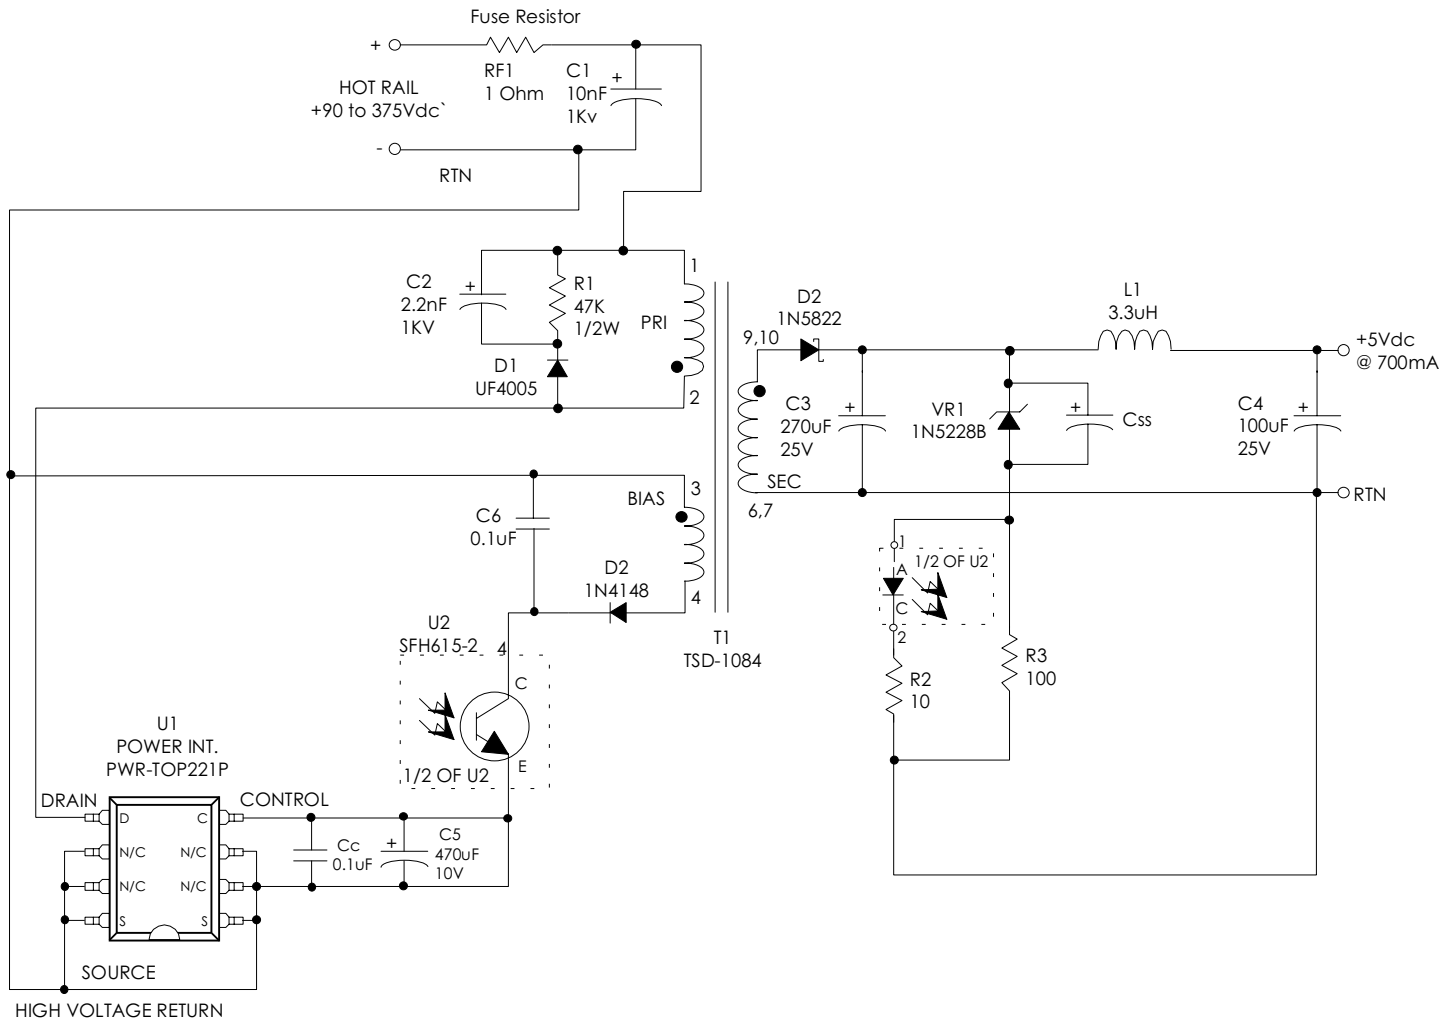 Fuse Resistor
+
RF1
1 Ohm
C1
10nF
1Kv
+
HOT RAIL
+90 to 375Vdc`
-
RTN
C2
2.2nF
1KV
+
R1
47K
1/2W
PRI
1
2
D1
UF4005
D2
1N5822
9,10
L1
3.3uH
+5Vdc
@ 700mA
C3
270uF
25V
+
VR1
1N5228B
+
Css
C4
100uF
25V
+
SEC
6,7
RTN
BIAS
3
4
C6
0.1uF
D2
1N4148
T1
TSD-1084
U2
SFH615-2
4
C
E
1/2 OF U2
1
1/2 OF U2
A
C
2
R2
10
R3
100
U1
POWER INT.
PWR-TOP221P
DRAIN
CONTROL
D
C
N/C
N/C
N/C
N/C
S
S
Cc
0.1uF
+
C5
470uF
10V
SOURCE
HIGH VOLTAGE RETURN